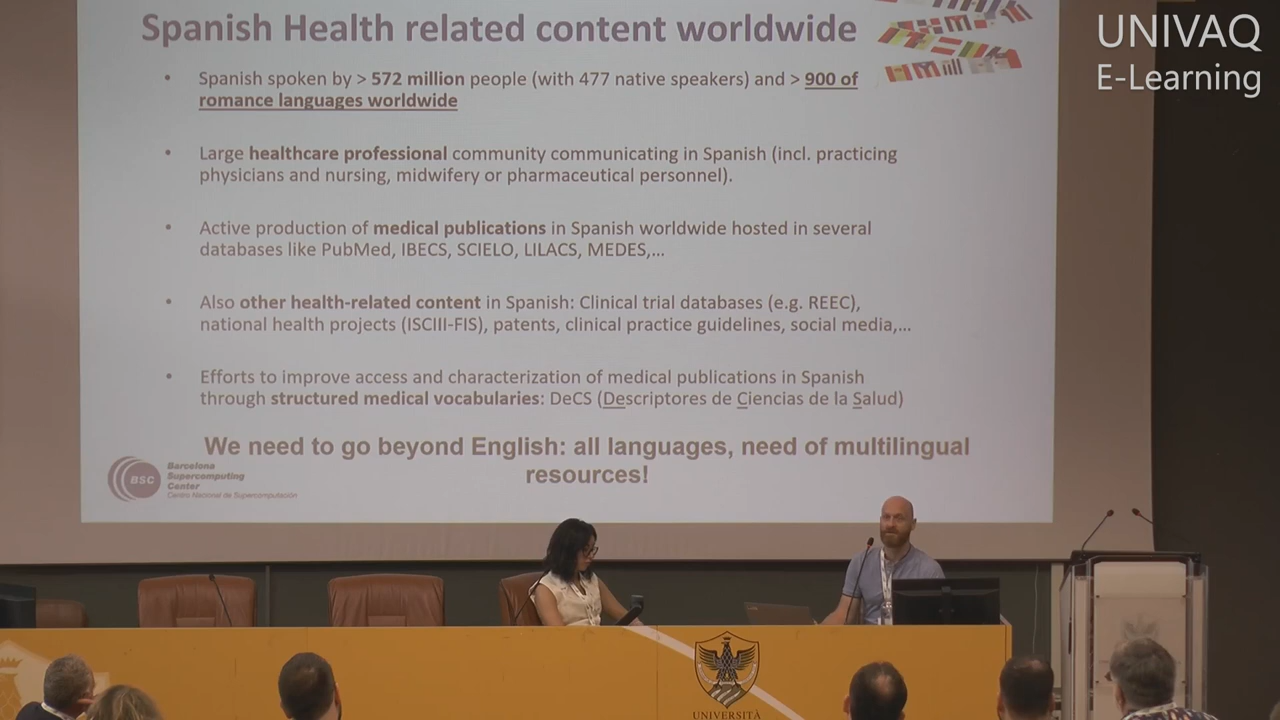 Spanish Health related content worldwide
UNIVAQ
E-Learning
• Spanish spoken by > 572 million people (with 477 native speakers) and > 900 of
romance languages worldwide
• Large healthcare professional community communicating in Spanish (incl. practicing
physicians and nursing, midwifery or pharmaceutical personnel).
• Active production of medical publications in Spanish worldwide hosted in several
databases like PubMed, IBECS, SCIELO, LILACS, MEDES,...
• Also other health-related content in Spanish: Clinical trial databases (e.g. REEC),
national health projects (ISCIII-FIS), patents, clinical practice guidelines, social media,...
• Efforts to improve access and characterization of medical publications in Spanish
through structured medical vocabularies: DeCS (Descriptores de Ciencias de la Salud)
We need to go beyond English: all languages, need of multilingual
resources!
BSC
Barcelona
Supercomputing
Center
Centro Nacional de Supercomputación
UNIVERSITÀ